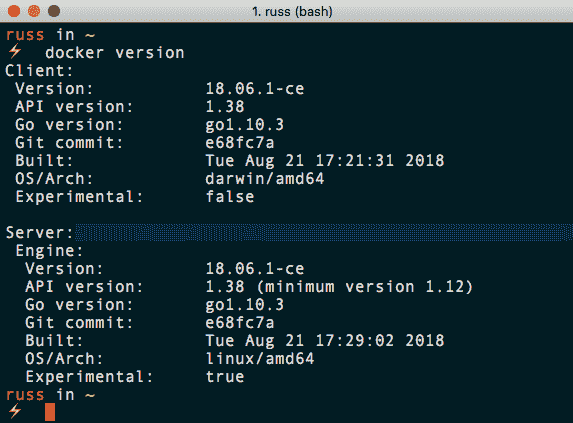 1. russ (bash)
russ in ~
⚡ docker version
Client:
 Version:           18.06.1-ce
 API version:       1.38
 Go version:        go1.10.3
 Git commit:        e68fc7a
 Built:             Tue Aug 21 17:21:31 2018
 OS/Arch:           darwin/amd64
 Experimental:      false
Server:
 Engine:
  Version:          18.06.1-ce
  API version:      1.38 (minimum version 1.12)
  Go version:       go1.10.3
  Git commit:       e68fc7a
  Built:            Tue Aug 21 17:29:02 2018
  OS/Arch:          linux/amd64
  Experimental:     true
russ in ~
⚡